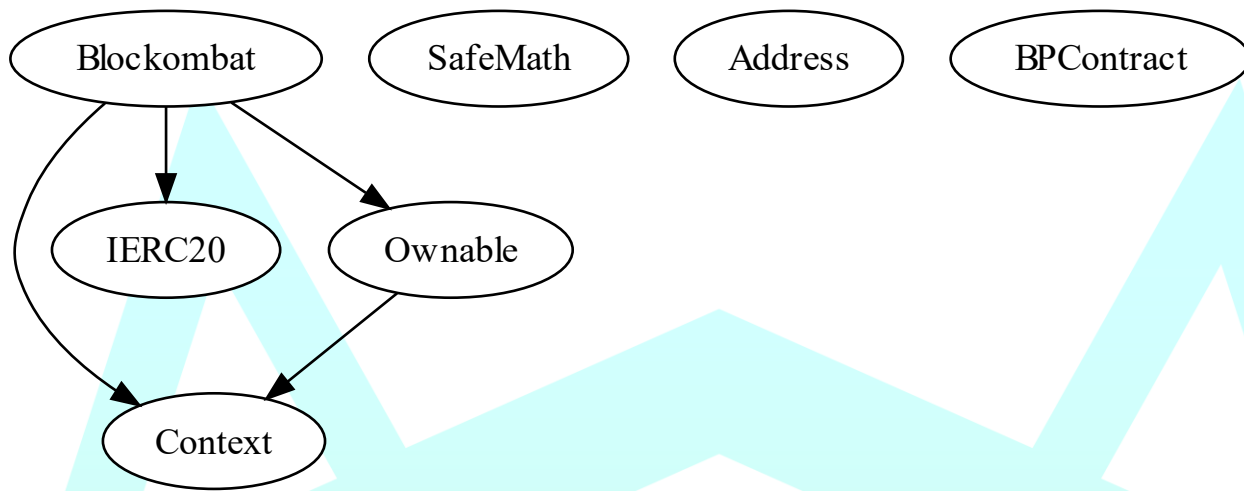 Blockombat
SafeMath
Address
BPContract
IERC20
Ownable
Context